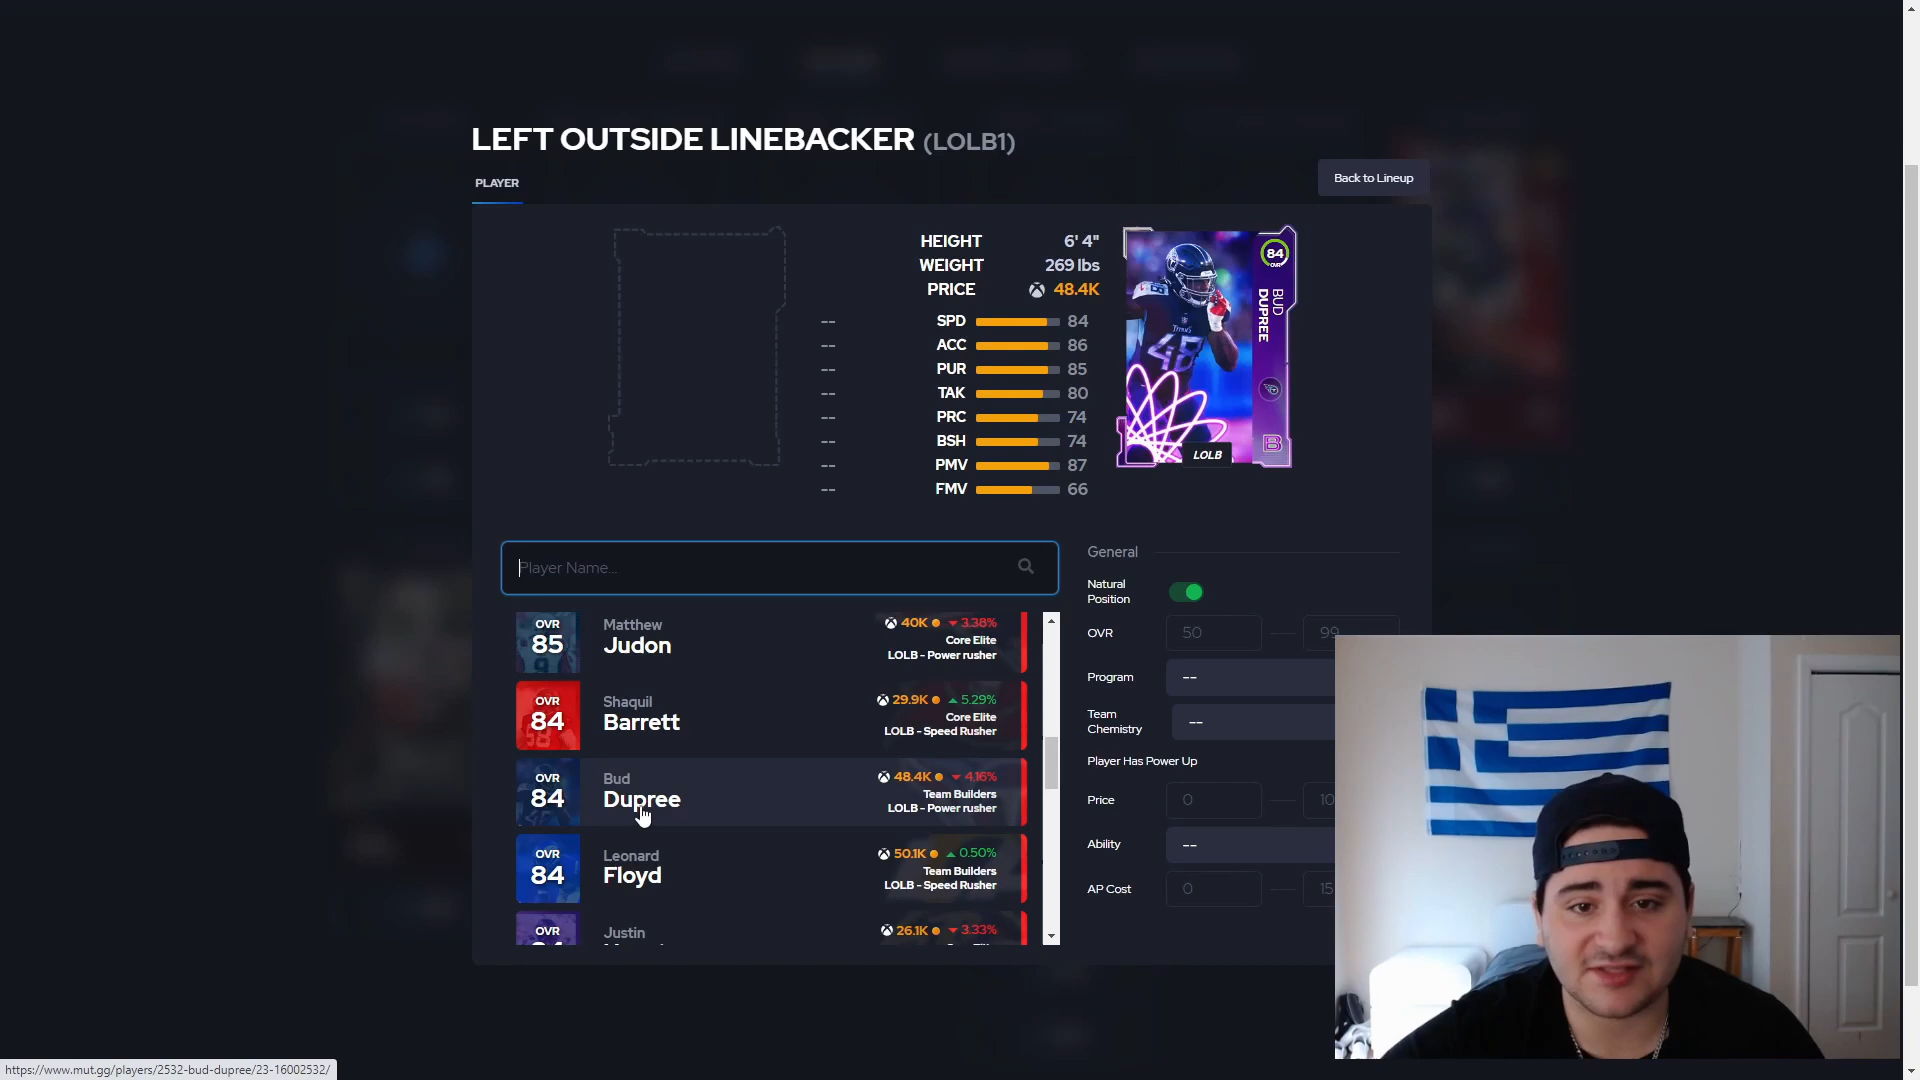 LEFT OUTSIDE LINEBACKER (LOLB1)
PLAYER
Back to Lineup
HEIGHT 6' 4"
WEIGHT 269 lbs
PRICE 48.4K
-- SPD 84
-- ACC 86
-- PUR 85
-- TAK 80
-- PRC 74
-- BSH 74
-- PMV 87
-- FMV 66
84
OVR
BUD
DUPREE
TITANS
48
LOLB
B
Player Name...
OVR
85
Matthew
Judon
40K 3.38%
Core Elite
LOLB - Power rusher
OVR
84
Shaquil
Barrett
29.9K 5.29%
Core Elite
LOLB - Speed Rusher
OVR
84
Bud
Dupree
48.4K 4.16%
Team Builders
LOLB - Power rusher
OVR
84
Leonard
Floyd
50.1K 0.50%
Team Builders
LOLB - Speed Rusher
OVR
Justin
26.1K 3.33%
General
Natural
Position
OVR 50 99
Program --
Team
Chemistry --
Player Has Power Up
Price 0 10
Ability --
AP Cost 0 15
https://www.mut.gg/players/2532-bud-dupree/23-16002532/